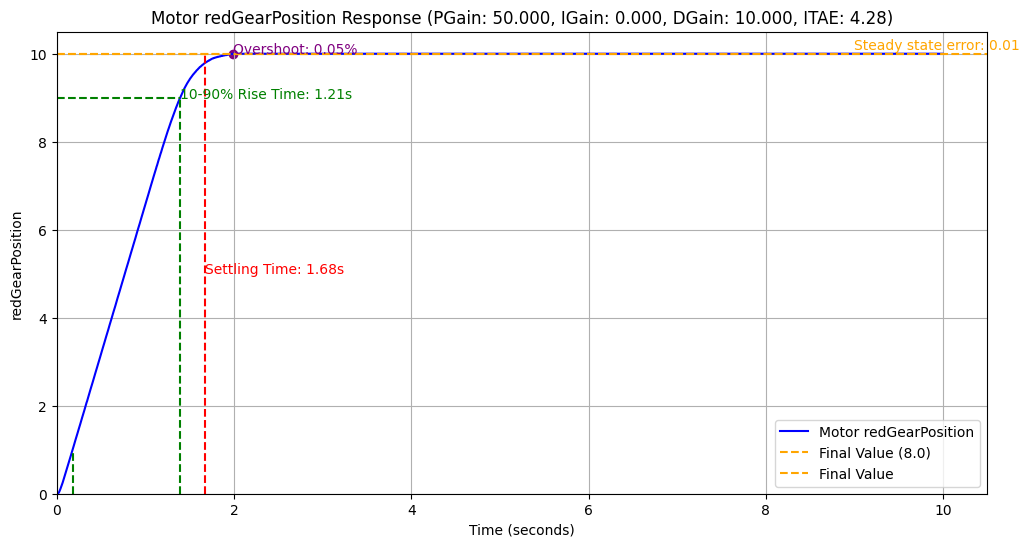 Motor redGearPosition Response (PGain: 50.000, IGain: 0.000, DGain: 10.000, ITAE: 4.28)
Steady state error: 0.01
Overshoot: 0.05%
10-90% Rise Time: 1.21s
Settling Time: 1.68s
redGearPosition
10
8
6
4
2
0
0 2 4 6 8 10
Time (seconds)
Motor redGearPosition
Final Value (8.0)
Final Value